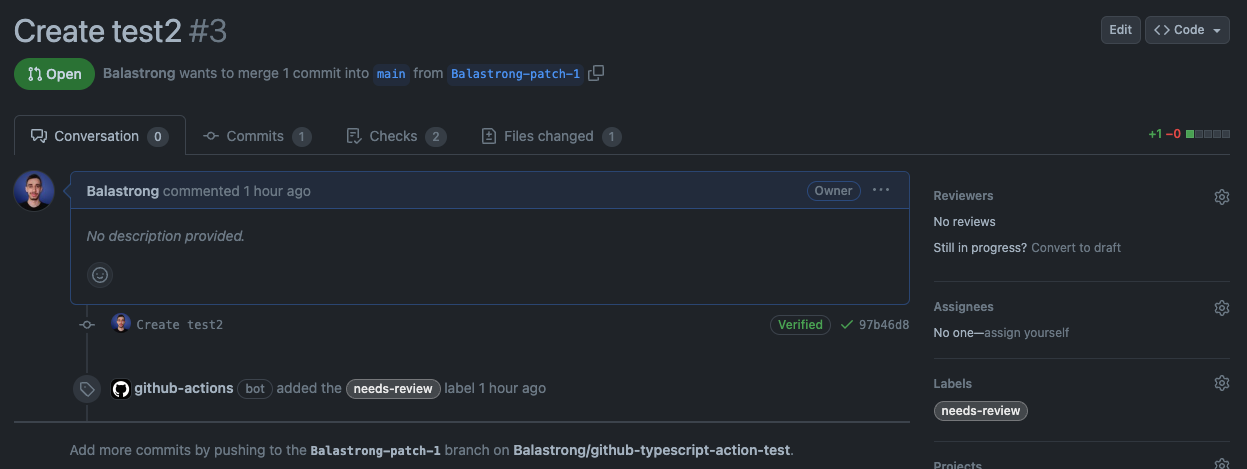 Create test2 #3
Edit
Code
Open
Balastrong wants to merge 1 commit into main from Balastrong-patch-1
Conversation 0
Commits 1
Checks 2
Files changed 1
+1 −0
Balastrong commented 1 hour ago
Owner
No description provided.
Create test2
Verified
97b46d8
github-actions bot added the needs-review label 1 hour ago
Add more commits by pushing to the Balastrong-patch-1 branch on Balastrong/github-typescript-action-test.
Reviewers
No reviews
Still in progress? Convert to draft
Assignees
No one—assign yourself
Labels
needs-review
Projects